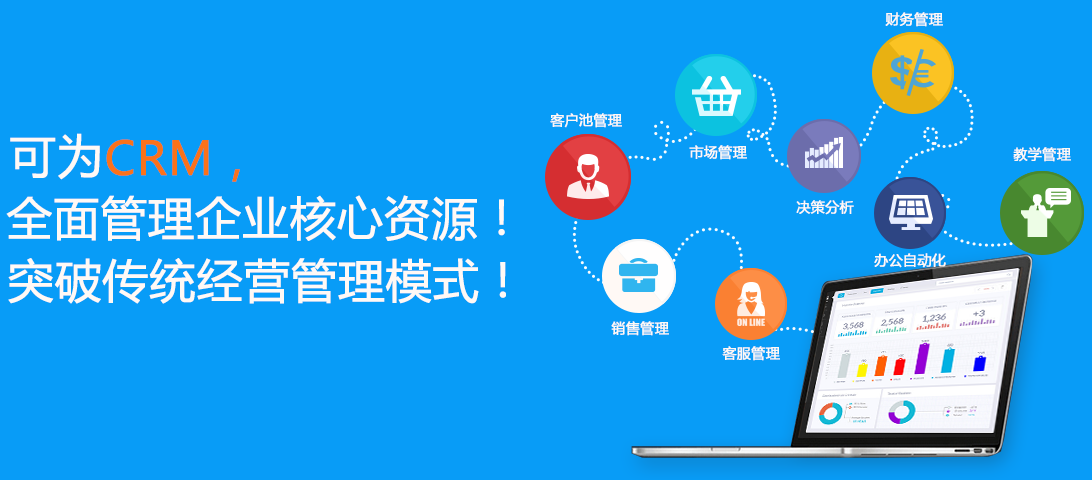 可为CRM，
全面管理企业核心资源！
突破传统经营管理模式！
财务管理
客户池管理
市场管理
教学管理
决策分析
办公自动化
ON LINE
销售管理
客服管理
3,568
2,568
1,236
+3